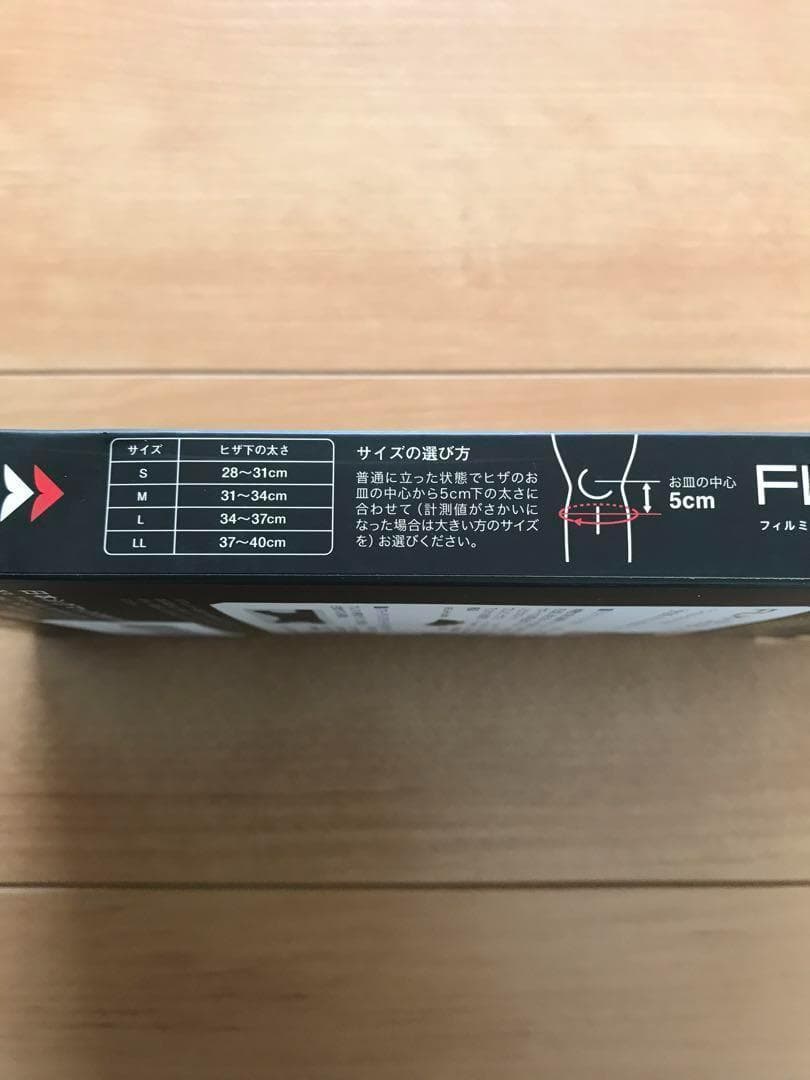 サイズ ヒザ下の太さ
S 28〜31cm
M 31〜34cm
L 34〜37cm
LL 37〜40cm
サイズの選び方
普通に立った状態でヒザのお
皿の中心から5cm下の太さに
合わせて（計測値がさかいに
なった場合は大きい方のサイズ
を）お選びください。
お皿の中心
5cm
フィルミ